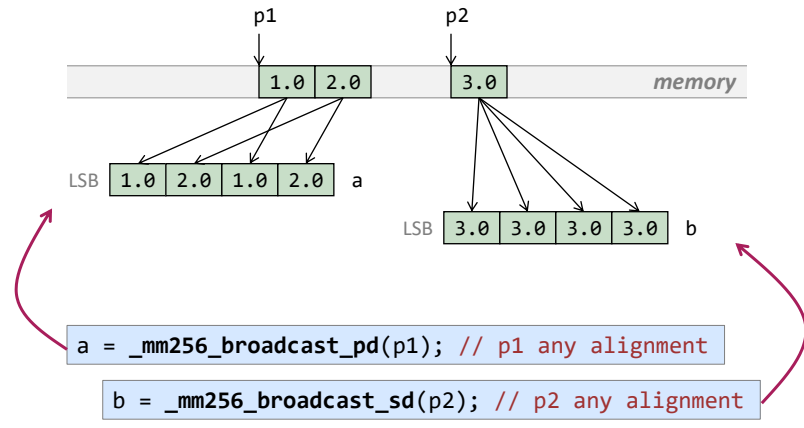 p1 p2
1.0 2.0 3.0 memory
LSB 1.0 2.0 1.0 2.0 a
LSB 3.0 3.0 3.0 3.0 b
a = _mm256_broadcast_pd(p1); // p1 any alignment
b = _mm256_broadcast_sd(p2); // p2 any alignment